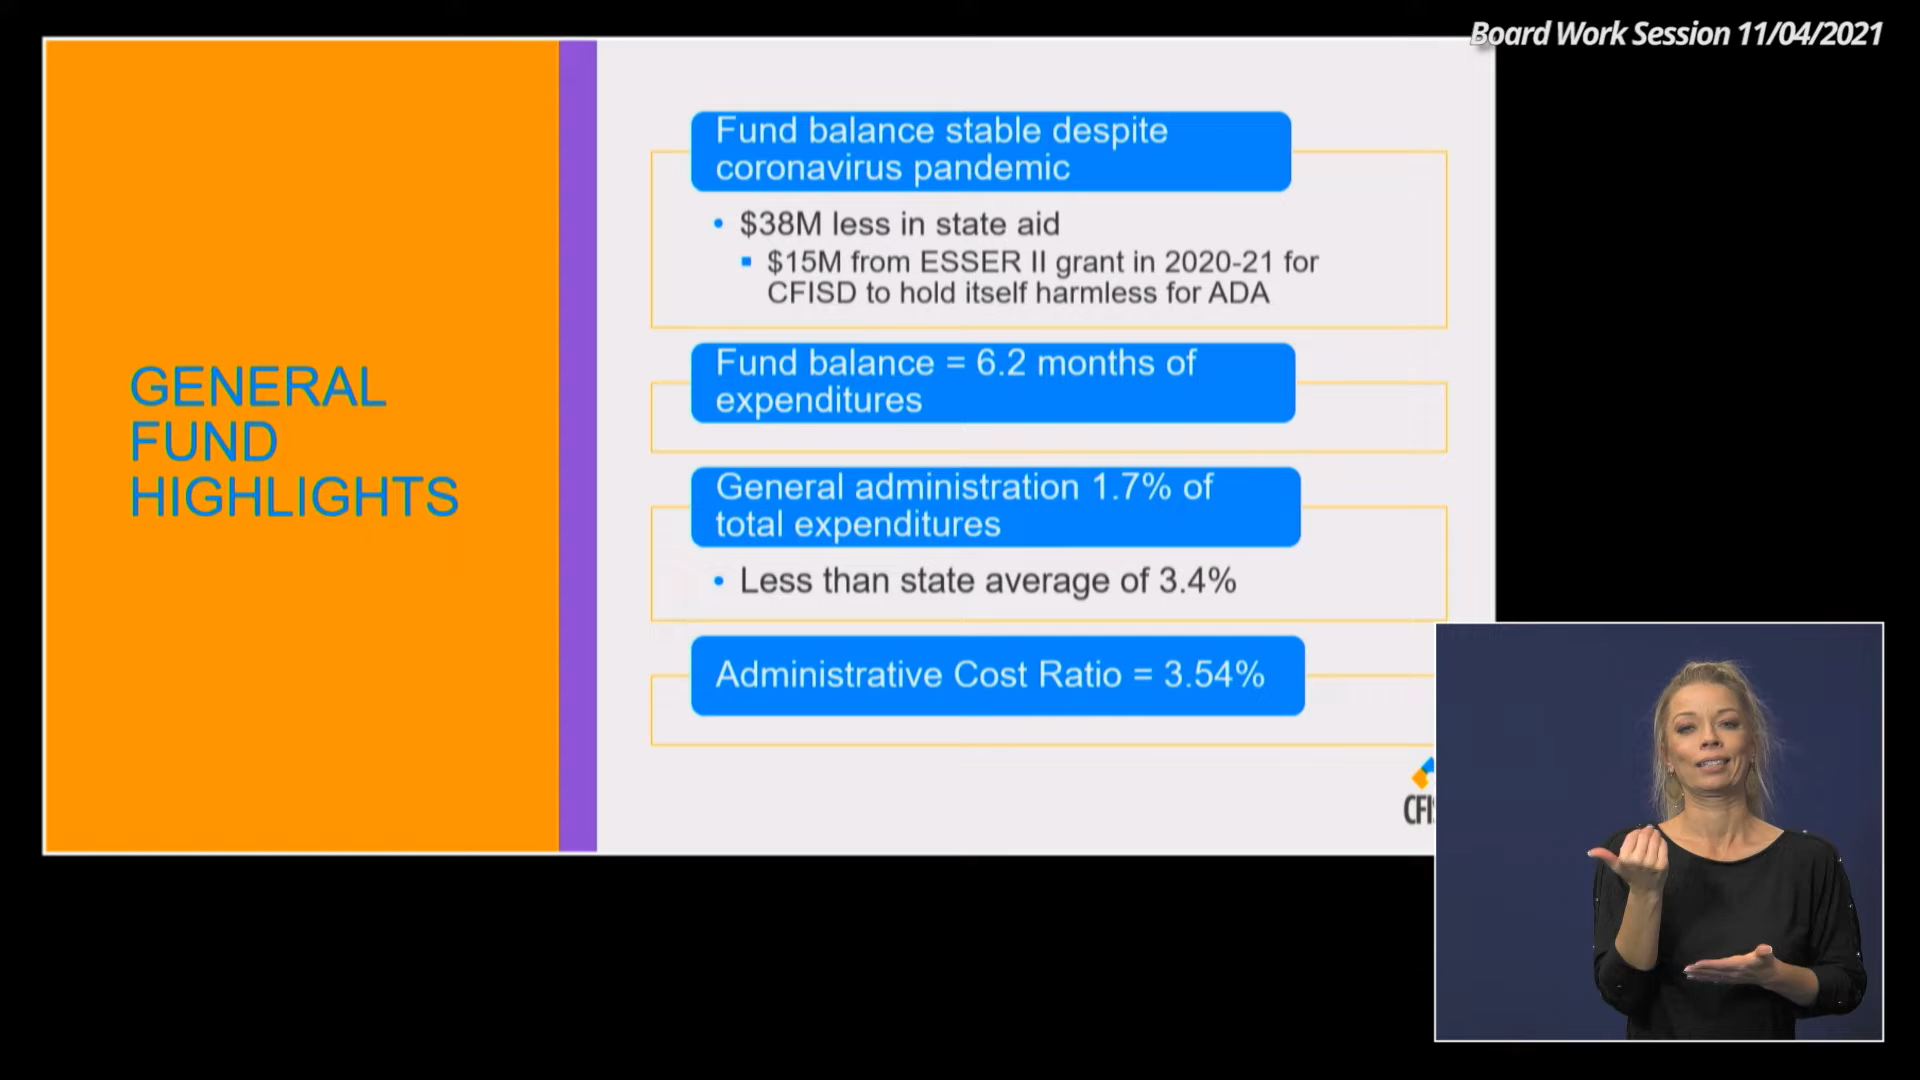 Board Work Session 11/04/2021
GENERAL
FUND
HIGHLIGHTS
Fund balance stable despite
coronavirus pandemic
• $38M less in state aid
▪ $15M from ESSER II grant in 2020-21 for
CFISD to hold itself harmless for ADA
Fund balance = 6.2 months of
expenditures
General administration 1.7% of
total expenditures
• Less than state average of 3.4%
Administrative Cost Ratio = 3.54%